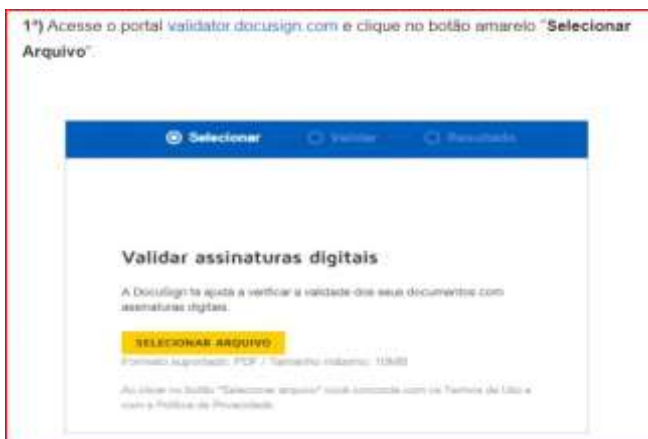 1º) Acesse o portal validator.docusign.com e clique no botão amarelo "Selecionar
Arquivo".
Selecionar Validar Resultado
Validar assinaturas digitais
A DocuSign te ajuda a verificar a validade dos seus documentos com
assinaturas digitais.
SELECIONAR ARQUIVO
Formato suportado: PDF / Tamanho máximo: 10MB
Ao clicar no botão "Selecionar arquivo" você concorda com os Termos de Uso e
com a Política de Privacidade.